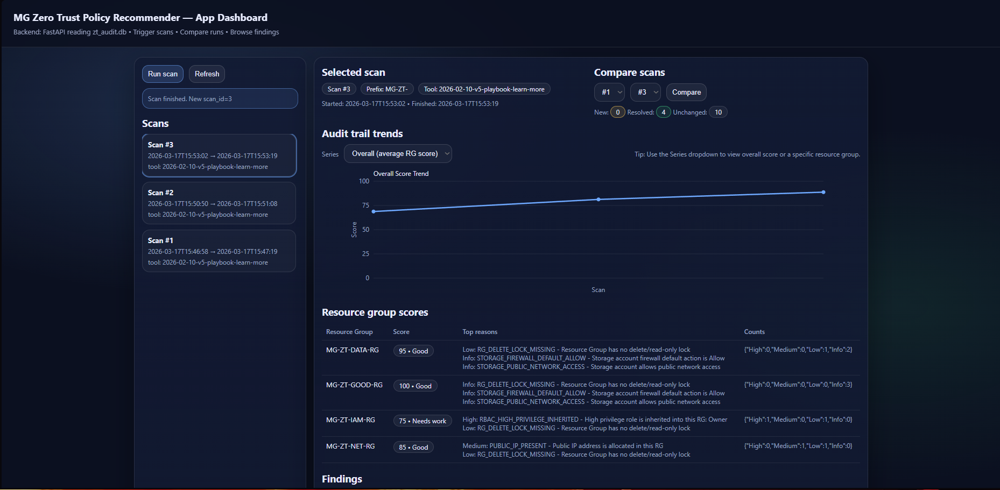 MG Zero Trust Policy Recommender — App Dashboard
Backend: FastAPI reading zt_audit.db • Trigger scans • Compare runs • Browse findings
Run scan
Refresh
Scan finished. New scan_id=3
Scans
Scan #3
2026-03-17T15:53:02 → 2026-03-17T15:53:19
tool: 2026-02-10-v5-playbook-learn-more
Scan #2
2026-03-17T15:50:50 → 2026-03-17T15:51:08
tool: 2026-02-10-v5-playbook-learn-more
Scan #1
2026-03-17T15:46:58 → 2026-03-17T15:47:19
tool: 2026-02-10-v5-playbook-learn-more
Selected scan
Scan #3 Prefix: MG-ZT- Tool: 2026-02-10-v5-playbook-learn-more
Started: 2026-03-17T15:53:02 • Finished: 2026-03-17T15:53:19
Compare scans
#1 #3 Compare
New: 0 Resolved: 4 Unchanged: 10
Audit trail trends
Series Overall (average RG score)
Tip: Use the Series dropdown to view overall score or a specific resource group.
Overall Score Trend
100
75
50
25
0
Score
Scan
Resource group scores
Resource Group Score Top reasons Counts
MG-ZT-DATA-RG 95 • Good Low: RG_DELETE_LOCK_MISSING - Resource Group has no delete/read-only lock {"High":0,"Medium":0,"Low":1,"Info":2}
Info: STORAGE_FIREWALL_DEFAULT_ALLOW - Storage account firewall default action is Allow
Info: STORAGE_PUBLIC_NETWORK_ACCESS - Storage account allows public network access
MG-ZT-GOOD-RG 100 • Good Info: RG_DELETE_LOCK_MISSING - Resource Group has no delete/read-only lock {"High":0,"Medium":0,"Low":0,"Info":3}
Info: STORAGE_FIREWALL_DEFAULT_ALLOW - Storage account firewall default action is Allow
Info: STORAGE_PUBLIC_NETWORK_ACCESS - Storage account allows public network access
MG-ZT-IAM-RG 75 • Needs work High: RBAC_HIGH_PRIVILEGE_INHERITED - High privilege role is inherited into this RG: Owner {"High":1,"Medium":0,"Low":1,"Info":0}
Low: RG_DELETE_LOCK_MISSING - Resource Group has no delete/read-only lock
MG-ZT-NET-RG 85 • Good Medium: PUBLIC_IP_PRESENT - Public IP address is allocated in this RG {"High":0,"Medium":1,"Low":1,"Info":0}
Low: RG_DELETE_LOCK_MISSING - Resource Group has no delete/read-only lock
Findings